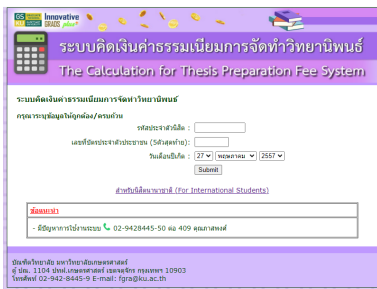 GS Innovative
KU GRADS plus+
ระบบคิดเงินค่าธรรมเนียมการจัดทำวิทยานิพนธ์
The Calculation for Thesis Preparation Fee System
ระบบคิดเงินค่าธรรมเนียมการจัดทำวิทยานิพนธ์
กรุณาระบุข้อมูลให้ถูกต้อง/ครบถ้วน
รหัสประจำตัวนิสิต :
เลขที่บัตรประจำตัวประชาชน (5ตัวสุดท้าย):
วันเดือนปีเกิด : 27 พฤษภาคม 2557
Submit
สำหรับนิสิตนานาชาติ (For International Students)
ข้อแนะนำ
- มีปัญหาการใช้งานระบบ 02-9428445-50 ต่อ 409 คุณภาสพงศ์
บัณฑิตวิทยาลัย มหาวิทยาลัยเกษตรศาสตร์
ตู้ ปณ. 1104 ปทฝ.เกษตรศาสตร์ เขตจตุจักร กรุงเทพฯ 10903
โทรศัพท์ 02-942-8445-9 E-mail: fgra@ku.ac.th